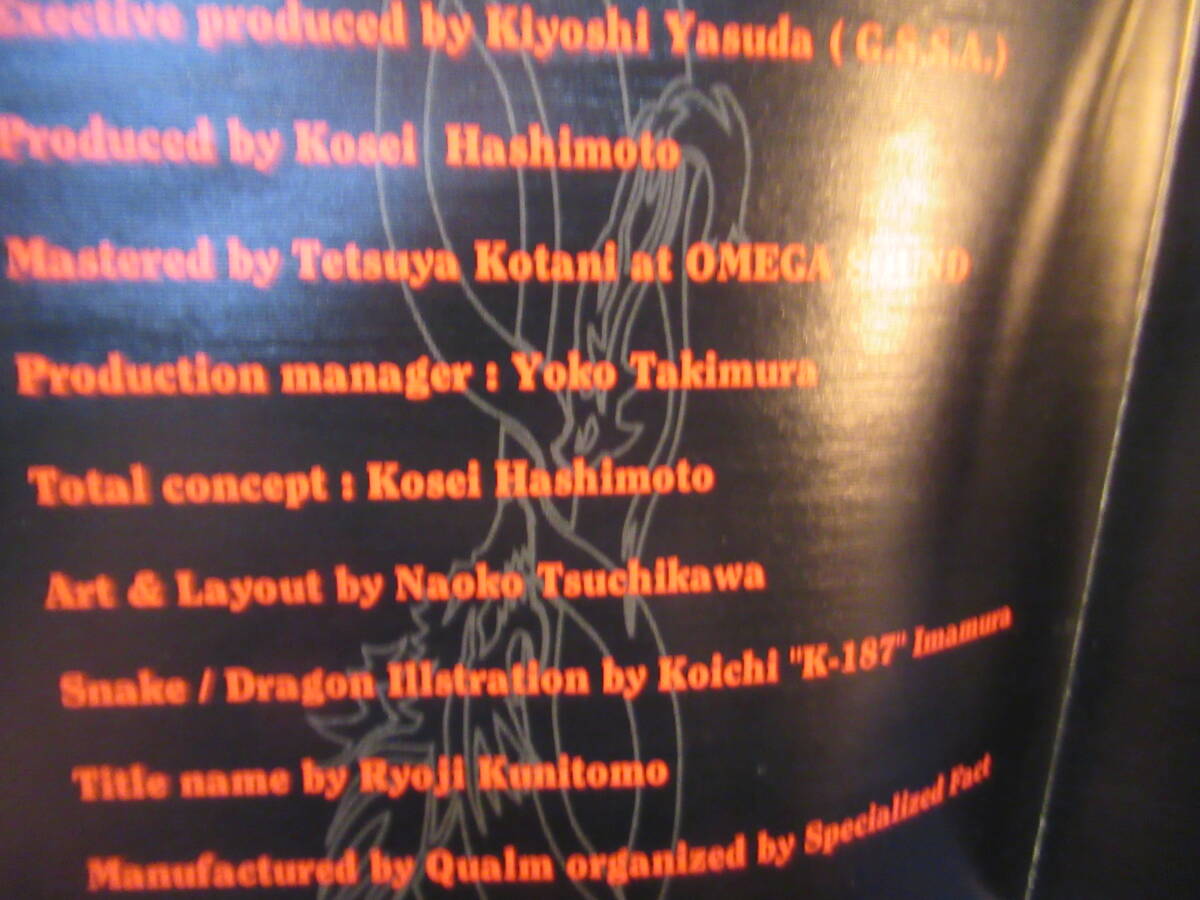 Exective produced by Kiyoshi Yasuda ( G.S.S.A.)
Produced by Kosei Hashimoto
Mastered by Tetsuya Kotani at OMEGA SOUND
Production manager : Yoko Takimura
Total concept : Kosei Hashimoto
Art & Layout by Naoko Tsuchikawa
Snake / Dragon Illstration by Koichi "K-187" Imamura
Title name by Ryoji Kunitomo
Manufactured by Qualm organized by Specialized Fact